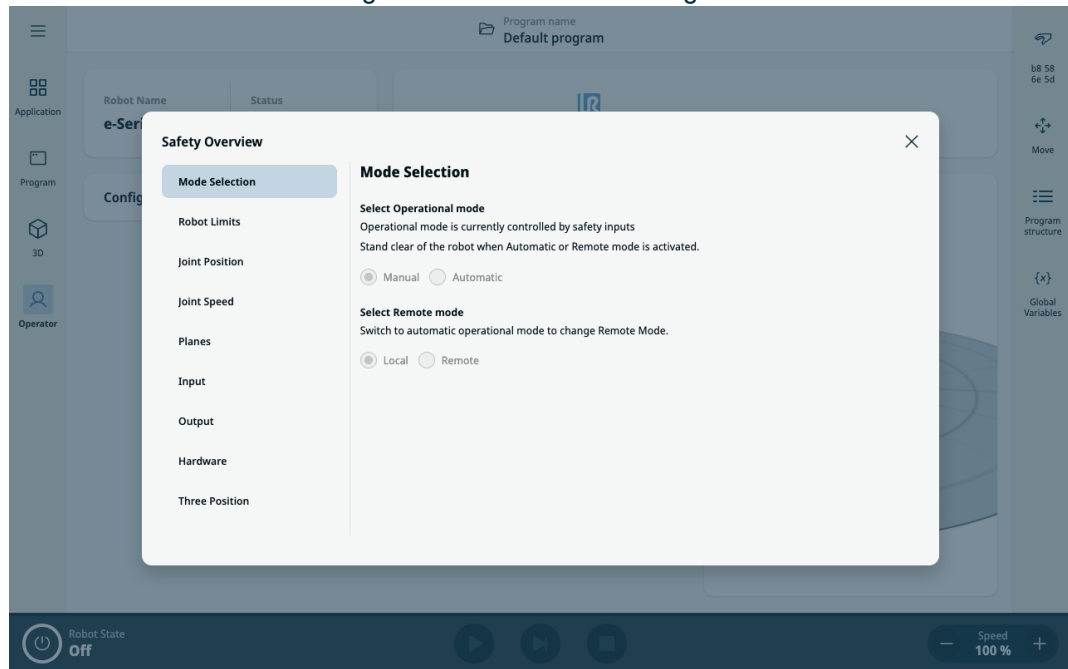 Program name
Default program
b8 58
6e 5d
Application
Robot Name
Status
R
e-Seri
Safety Overview
Mode Selection
Robot Limits
Joint Position
Joint Speed
Planes
Input
Output
Hardware
Three Position
Mode Selection
Select Operational mode
Operational mode is currently controlled by safety inputs
Stand clear of the robot when Automatic or Remote mode is activated.
Manual
Automatic
Select Remote mode
Switch to automatic operational mode to change Remote Mode.
Local
Remote
Move
Program
Config
Program
structure
3D
{x}
Global
Variables
Operator
Robot State
Off
Speed
100 %